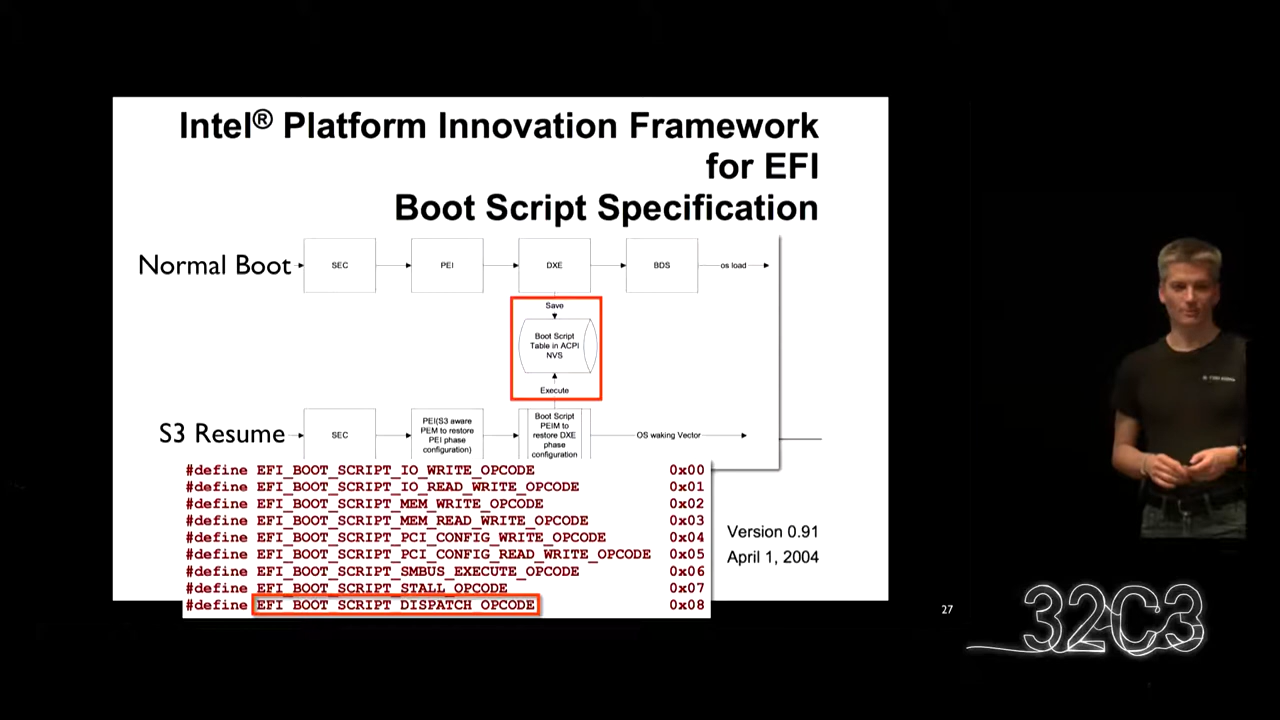 Intel® Platform Innovation Framework
for EFI
Boot Script Specification
Normal Boot
SEC
PEI
DXE
BDS
os load
Save
Boot Script
Table in ACPI
NVS
Execute
S3 Resume
SEC
PEI(S3 aware
PEM to restore
PEI phase
configuration)
Boot Script
PEIM to
restore DXE
phase
configuration
OS waking Vector
#define EFI_BOOT_SCRIPT_IO_WRITE_OPCODE 0x00
#define EFI_BOOT_SCRIPT_IO_READ_WRITE_OPCODE 0x01
#define EFI_BOOT_SCRIPT_MEM_WRITE_OPCODE 0x02
#define EFI_BOOT_SCRIPT_MEM_READ_WRITE_OPCODE 0x03
#define EFI_BOOT_SCRIPT_PCI_CONFIG_WRITE_OPCODE 0x04
#define EFI_BOOT_SCRIPT_PCI_CONFIG_READ_WRITE_OPCODE 0x05
#define EFI_BOOT_SCRIPT_SMBUS_EXECUTE_OPCODE 0x06
#define EFI_BOOT_SCRIPT_STALL_OPCODE 0x07
#define EFI_BOOT_SCRIPT_DISPATCH_OPCODE 0x08
Version 0.91
April 1, 2004
27
32C3